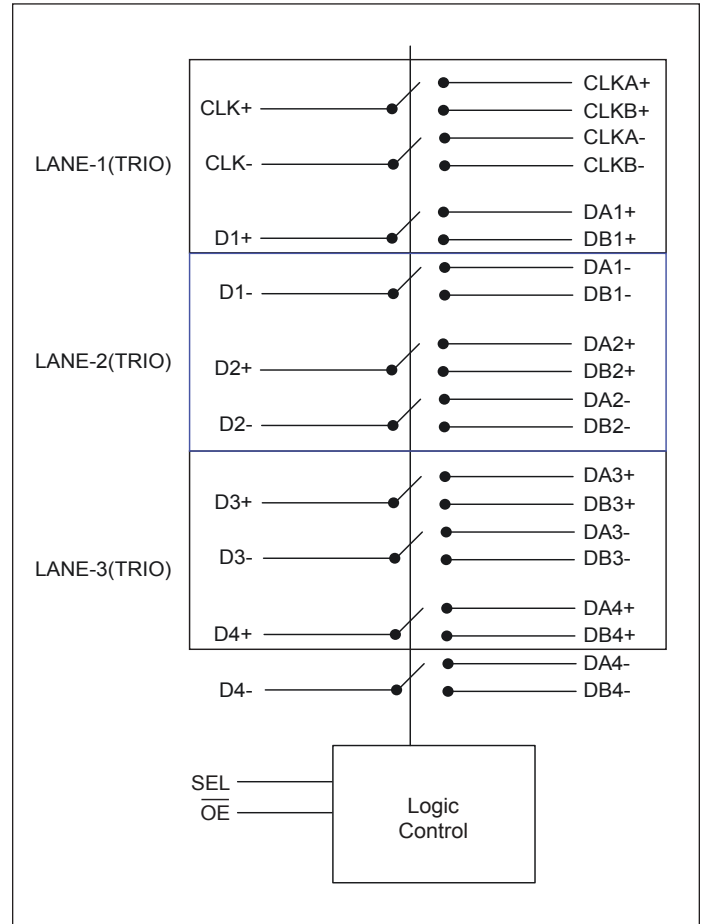 CLK+ CLKA+
CLKB+
LANE-1(TRIO) CLK- CLKA-
CLKB-
D1+ DA1+
DB1+
D1- DA1-
DB1-
LANE-2(TRIO) D2+ DA2+
DB2+
D2- DA2-
DB2-
D3+ DA3+
DB3+
D3- DA3-
DB3-
LANE-3(TRIO)
D4+ DA4+
DB4+
D4- DA4-
DB4-
SEL
OE
Logic
Control